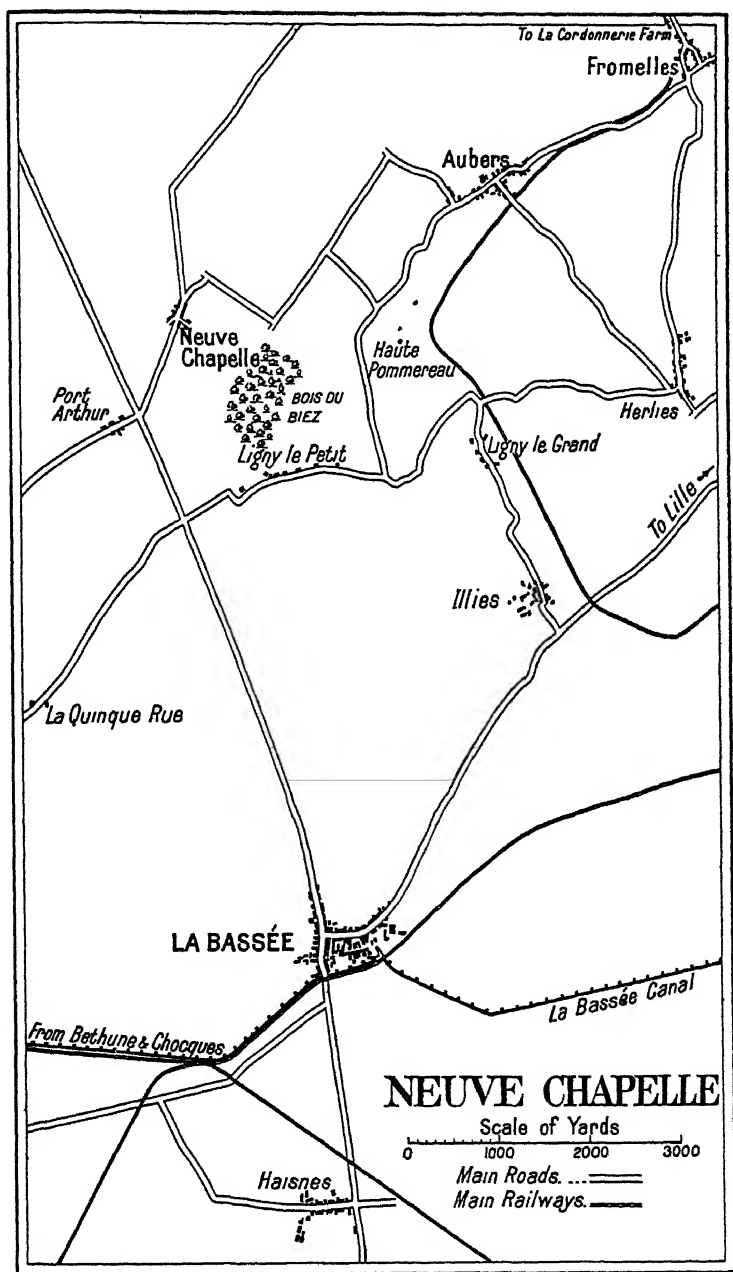 To La Cordonnerie Farm
Fromelles
Aubers
Neuve
Chapelle
Haute
Pommereau
BOIS DU
BIEZ
Port
Arthur
Herlies
Ligny le Petit
Ligny le Grand
To Lille
Illies
La Quinque Rue
LA BASSÉE
La Bassée Canal
From Bethune & Chocques
NEUVE CHAPELLE
Scale of Yards
0 1000 2000 3000
Main Roads....
Main Railways.
Haisnes